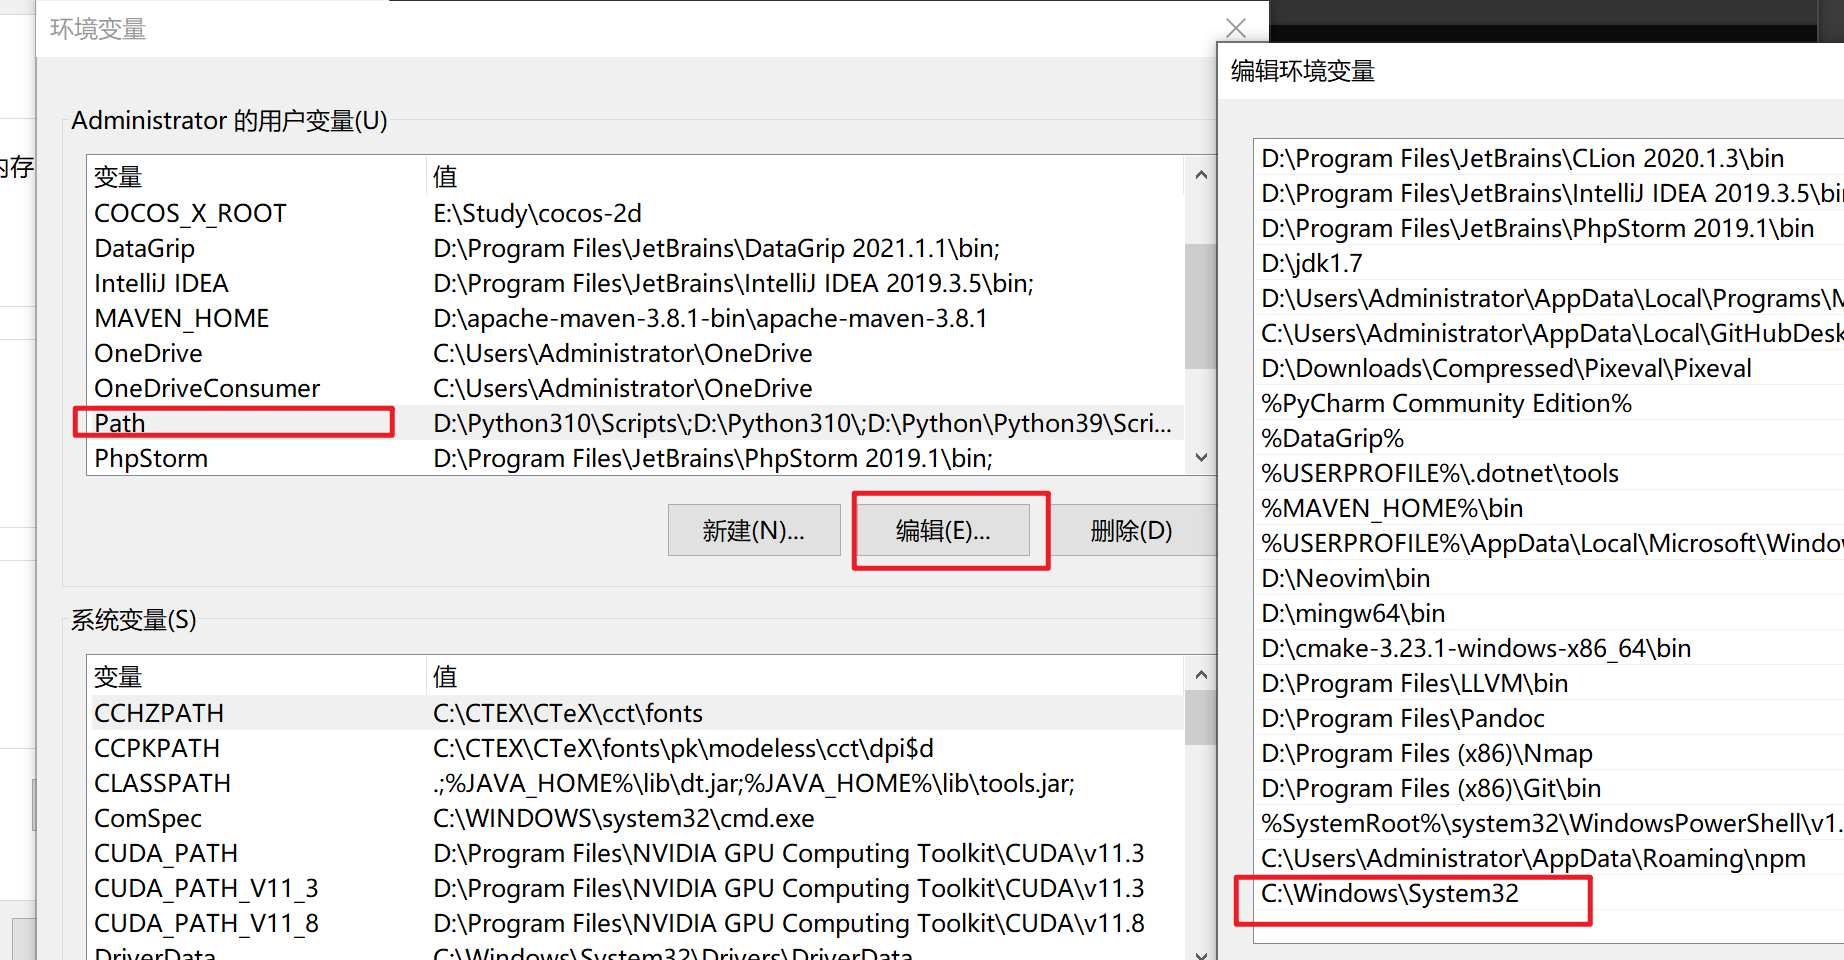 环境变量
内存
Administrator 的用户变量(U)
变量 值
COCOS_X_ROOT E:\Study\cocos-2d
DataGrip D:\Program Files\JetBrains\DataGrip 2021.1.1\bin;
IntelliJ IDEA D:\Program Files\JetBrains\IntelliJ IDEA 2019.3.5\bin;
MAVEN_HOME D:\apache-maven-3.8.1-bin\apache-maven-3.8.1
OneDrive C:\Users\Administrator\OneDrive
OneDriveConsumer C:\Users\Administrator\OneDrive
Path D:\Python310\Scripts\;D:\Python310\;D:\Python\Python39\Scri...
PhpStorm D:\Program Files\JetBrains\PhpStorm 2019.1\bin;
新建(N)... 编辑(E)... 删除(D)
系统变量(S)
变量 值
CCHZPATH C:\CTEX\CTeX\cct\fonts
CCPKPATH C:\CTEX\CTeX\fonts\pk\modeless\cct\dpi$d
CLASSPATH .;%JAVA_HOME%\lib\dt.jar;%JAVA_HOME%\lib\tools.jar;
ComSpec C:\WINDOWS\system32\cmd.exe
CUDA_PATH D:\Program Files\NVIDIA GPU Computing Toolkit\CUDA\v11.3
CUDA_PATH_V11_3 D:\Program Files\NVIDIA GPU Computing Toolkit\CUDA\v11.3
CUDA_PATH_V11_8 D:\Program Files\NVIDIA GPU Computing Toolkit\CUDA\v11.8
DriverData C:\Windows\System32\Drivers\DriverData
编辑环境变量
D:\Program Files\JetBrains\CLion 2020.1.3\bin
D:\Program Files\JetBrains\IntelliJ IDEA 2019.3.5\bin
D:\Program Files\JetBrains\PhpStorm 2019.1\bin
D:\jdk1.7
D:\Users\Administrator\AppData\Local\Programs\M
C:\Users\Administrator\AppData\Local\GitHubDesk
D:\Downloads\Compressed\Pixeval\Pixeval
%PyCharm Community Edition%
%DataGrip%
%USERPROFILE%\.dotnet\tools
%MAVEN_HOME%\bin
%USERPROFILE%\AppData\Local\Microsoft\Window
D:\Neovim\bin
D:\mingw64\bin
D:\cmake-3.23.1-windows-x86_64\bin
D:\Program Files\LLVM\bin
D:\Program Files\Pandoc
D:\Program Files (x86)\Nmap
D:\Program Files (x86)\Git\bin
%SystemRoot%\system32\WindowsPowerShell\v1.
C:\Users\Administrator\AppData\Roaming\npm
C:\Windows\System32